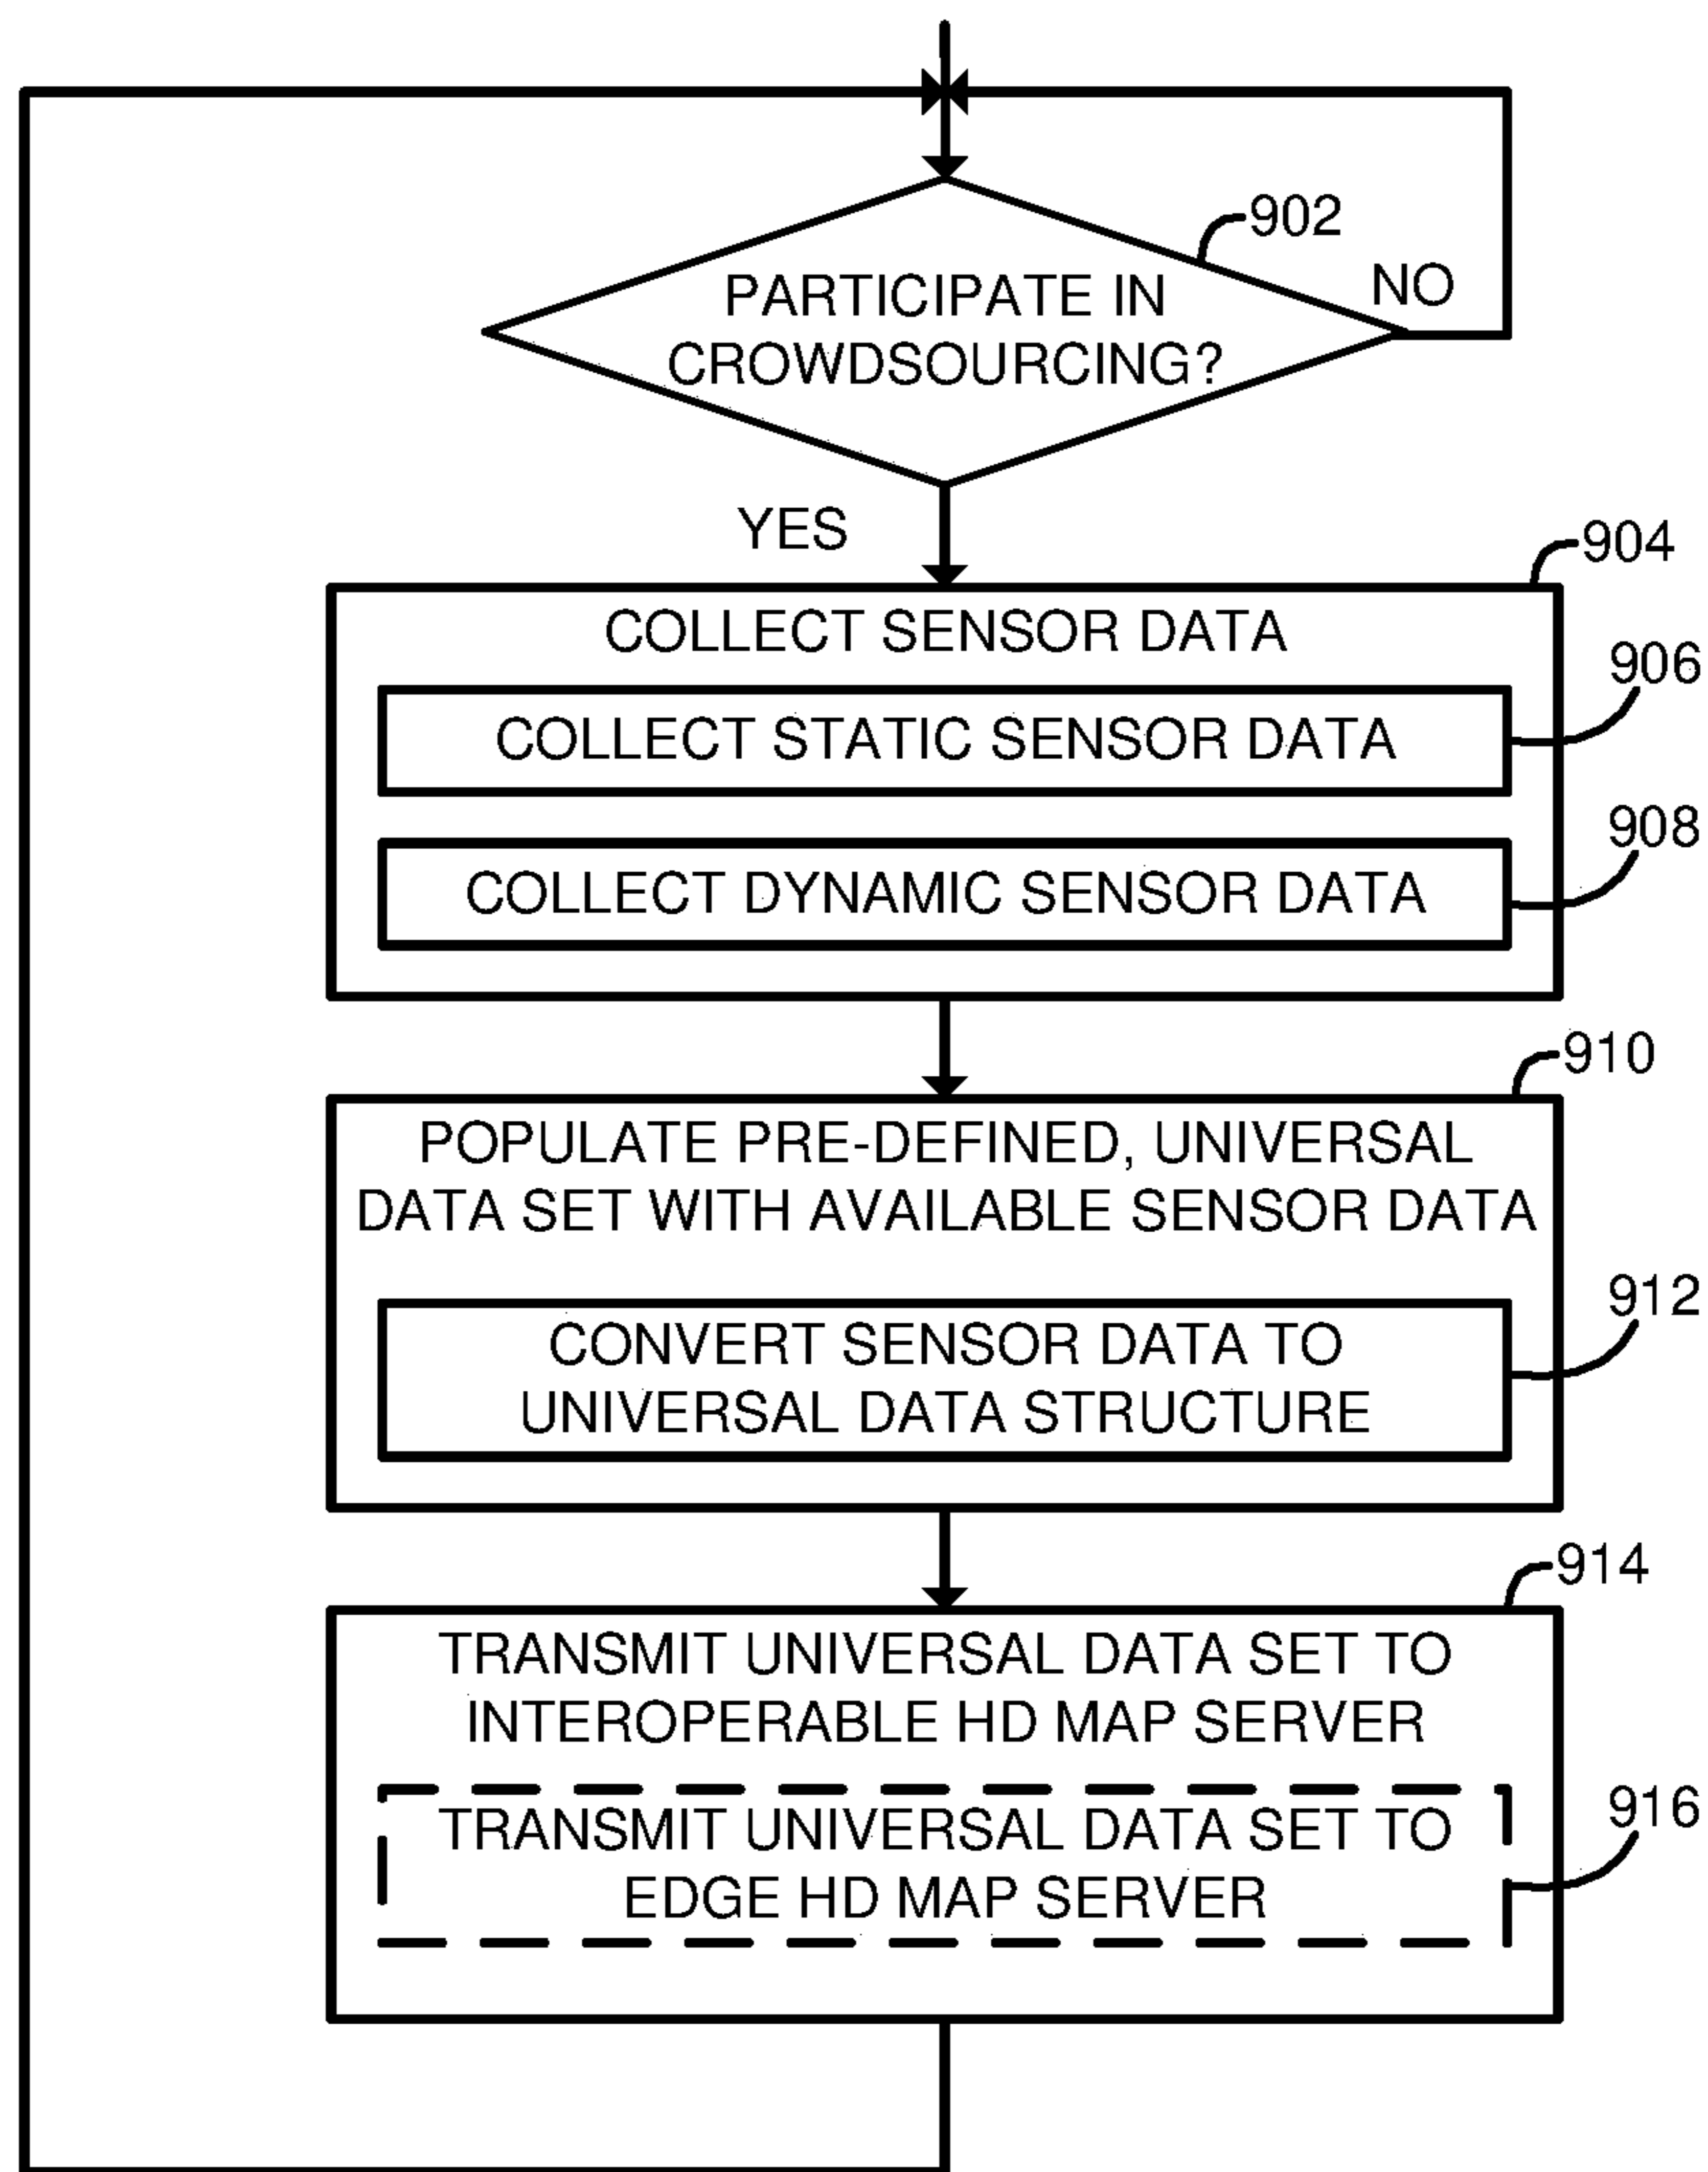 902
PARTICIPATE IN
CROWDSOURCING?
NO
YES
904
COLLECT SENSOR DATA
906
COLLECT STATIC SENSOR DATA
908
COLLECT DYNAMIC SENSOR DATA
910
POPULATE PRE-DEFINED, UNIVERSAL
DATA SET WITH AVAILABLE SENSOR DATA
912
CONVERT SENSOR DATA TO
UNIVERSAL DATA STRUCTURE
914
TRANSMIT UNIVERSAL DATA SET TO
INTEROPERABLE HD MAP SERVER
916
TRANSMIT UNIVERSAL DATA SET TO
EDGE HD MAP SERVER